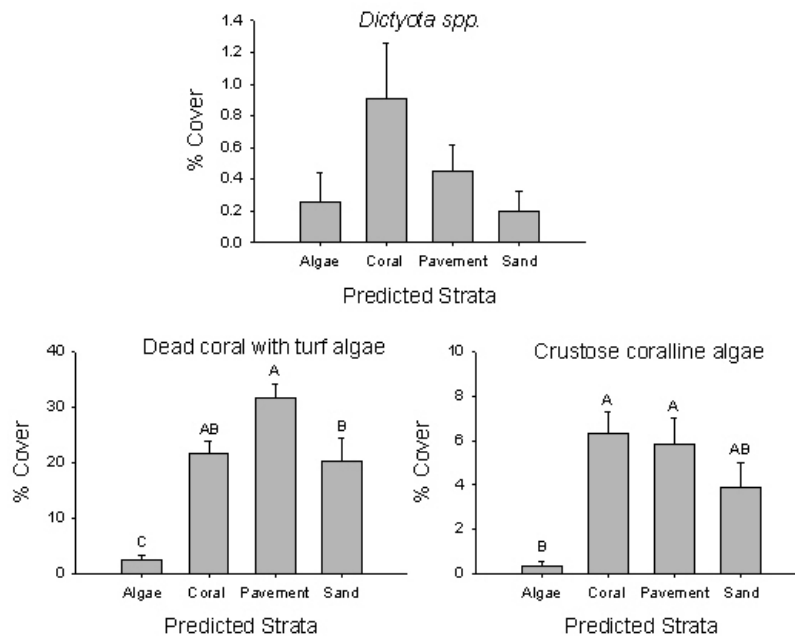 Dictyota spp.
1.4
1.2
1.0
0.8
0.6
0.4
0.2
0.0
% Cover
Algae Coral Pavement Sand
Predicted Strata
Dead coral with turf algae
40
30
20
10
0
% Cover
C AB A B
Algae Coral Pavement Sand
Predicted Strata
Crustose coralline algae
10
8
6
4
2
0
% Cover
B A A AB
Algae Coral Pavement Sand
Predicted Strata